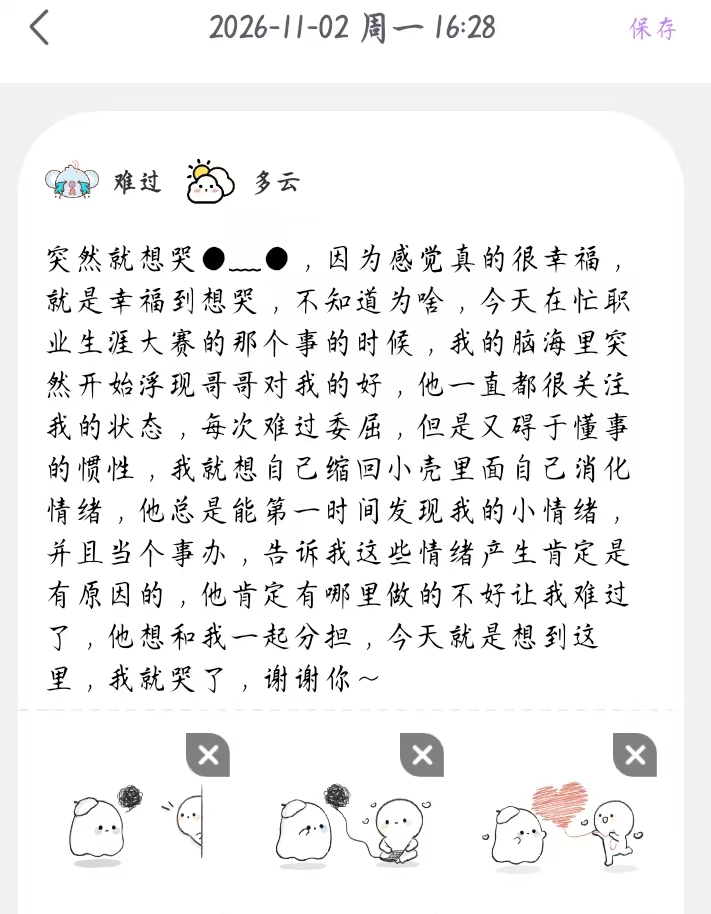 2026-11-02 周一 16:28
保存
难过 多云
突然就想哭●﹏●，因为感觉真的很幸福，
就是幸福到想哭，不知道为啥，今天在忙职
业生涯大赛的那个事的时候，我的脑海里突
然开始浮现哥哥对我的好，他一直都很关注
我的状态，每次难过委屈，但是又碍于懂事
的惯性，我就想自己缩回小壳里面自己消化
情绪，他总是能第一时间发现我的小情绪，
并且当个事办，告诉我这些情绪产生肯定是
有原因的，他肯定有哪里做的不好让我难过
了，他想和我一起分担，今天就是想到这
里，我就哭了，谢谢你～